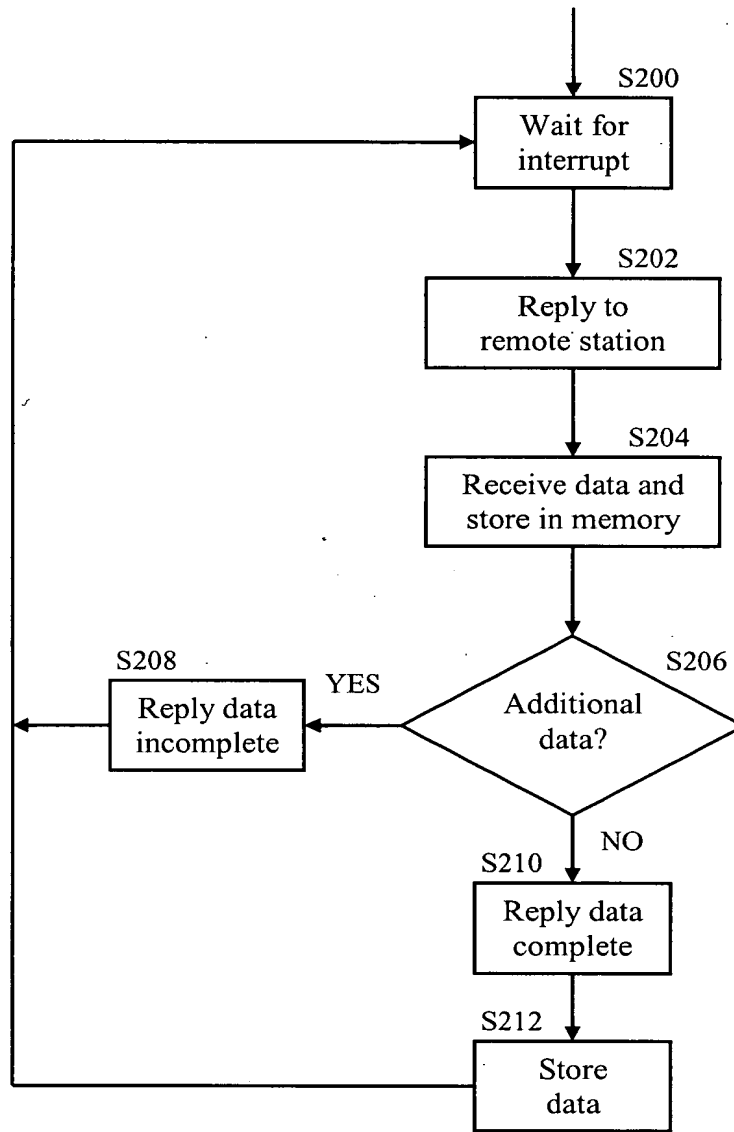 S200
Wait for
interrupt
S202
Reply to
remote station
S204
Receive data and
store in memory
S206
Additional
data?
YES
S208
Reply data
incomplete
NO
S210
Reply data
complete
S212
Store
data